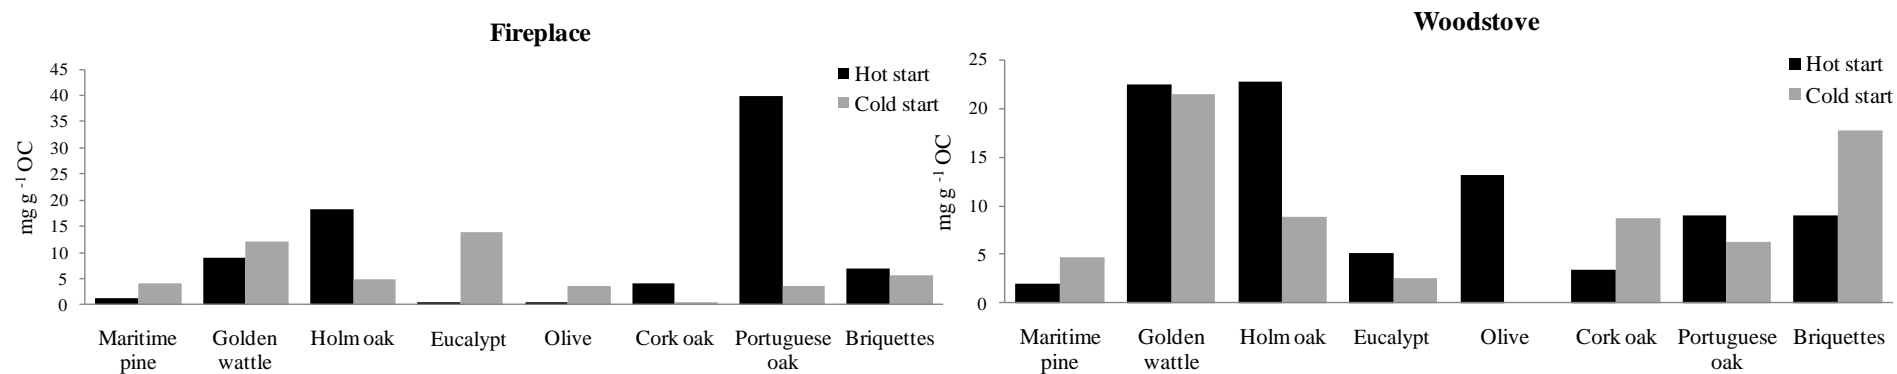 Fireplace
45
40
35
30
25
20
15
10
5
0
mg g -1 OC
Hot start
Cold start
Maritime
pine
Golden
wattle
Holm oak
Eucalypt
Olive
Cork oak
Portuguese
oak
Briquettes
Woodstove
25
20
15
10
5
0
mg g -1 OC
Hot start
Cold start
Maritime
pine
Golden
wattle
Holm oak
Eucalypt
Olive
Cork oak
Portuguese
oak
Briquettes